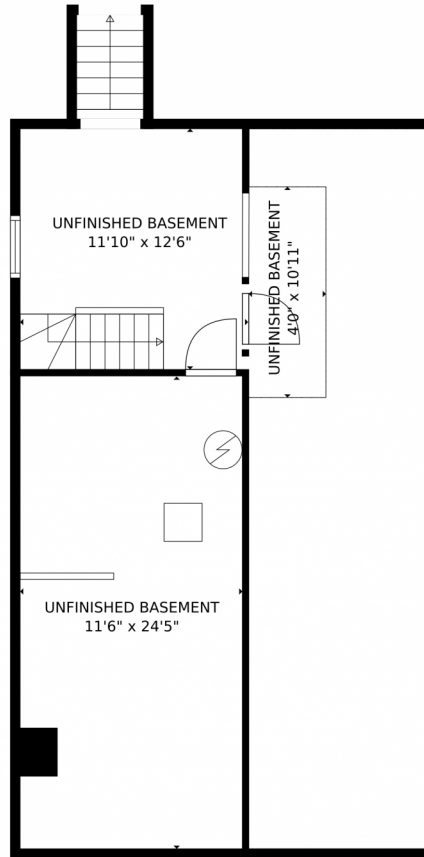 UNFINISHED BASEMENT
11'10" x 12'6"
UNFINISHED BASEMENT
4'0" x 10'11"
UNFINISHED BASEMENT
11'6" x 24'5"